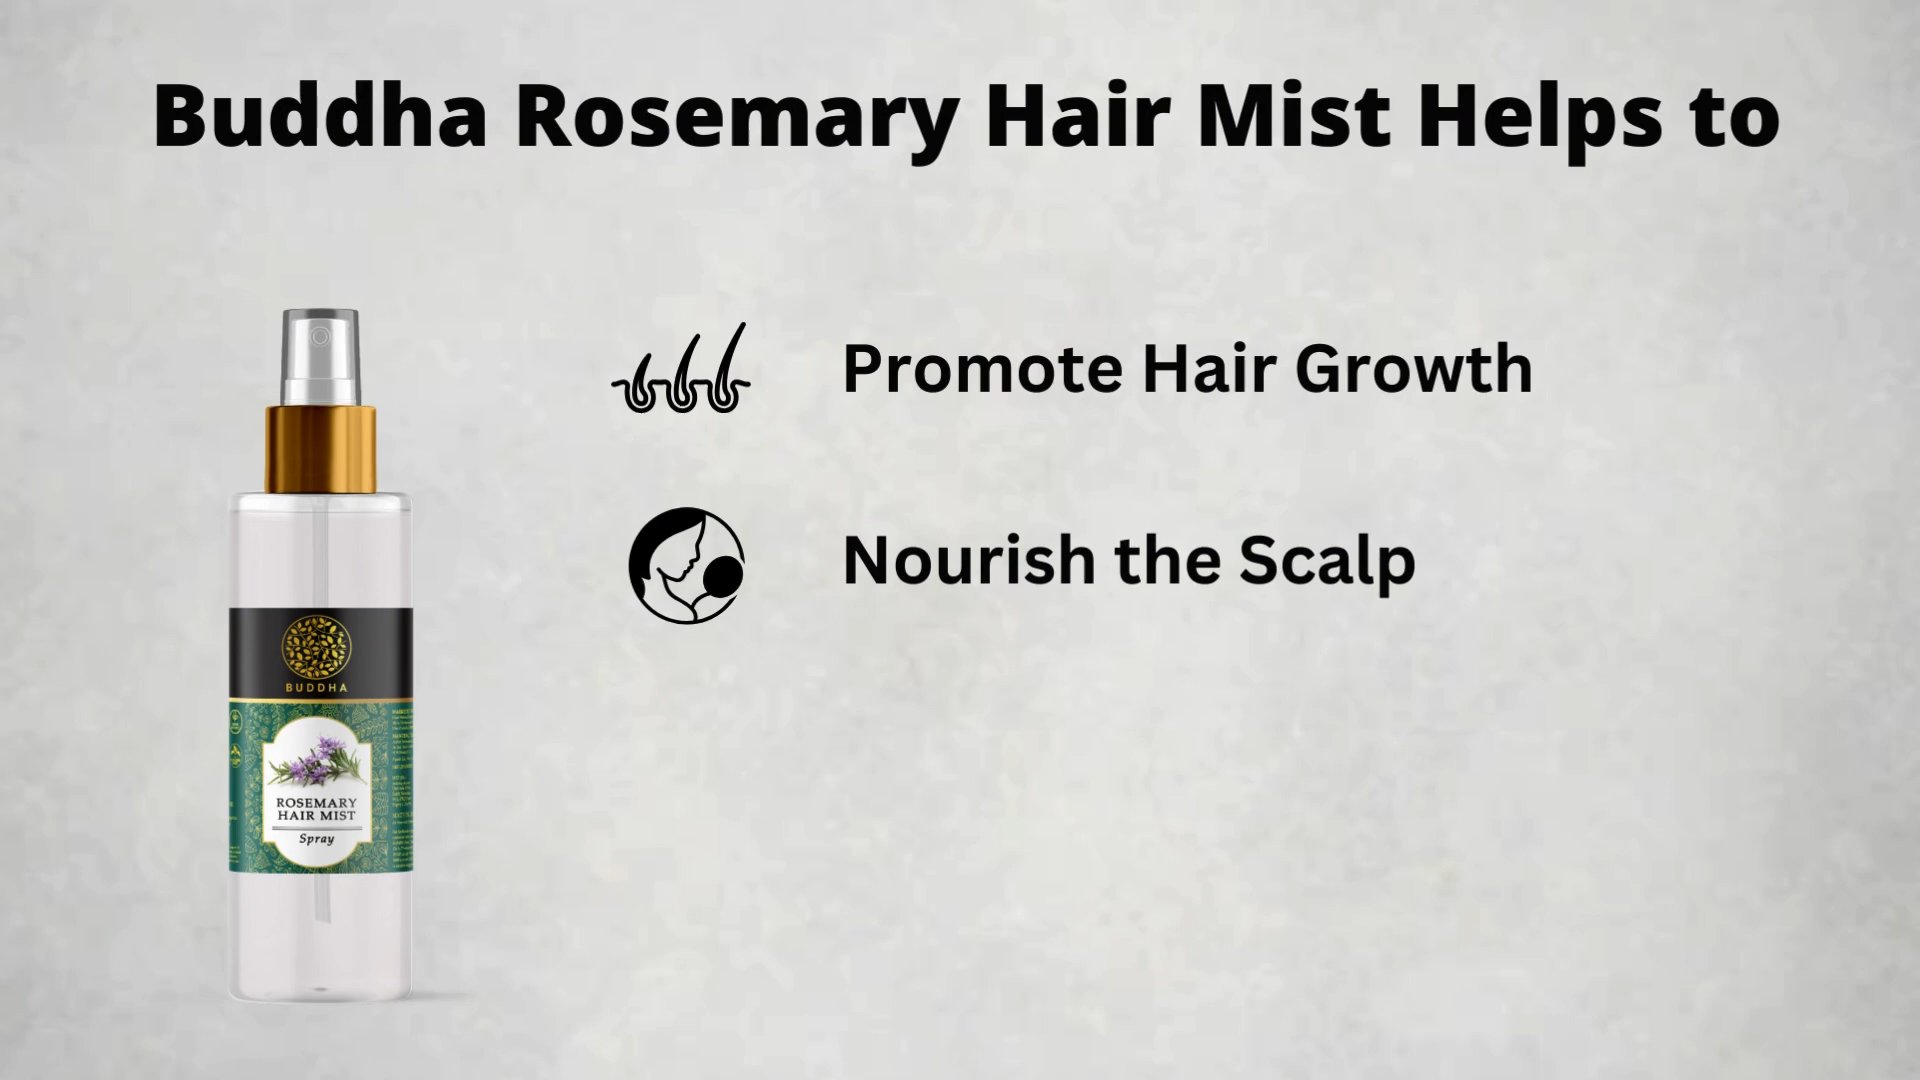 Buddha Rosemary Hair Mist Helps to
Promote Hair Growth
Nourish the Scalp
BUDDHA
ROSEMARY
HAIR MIST
Spray